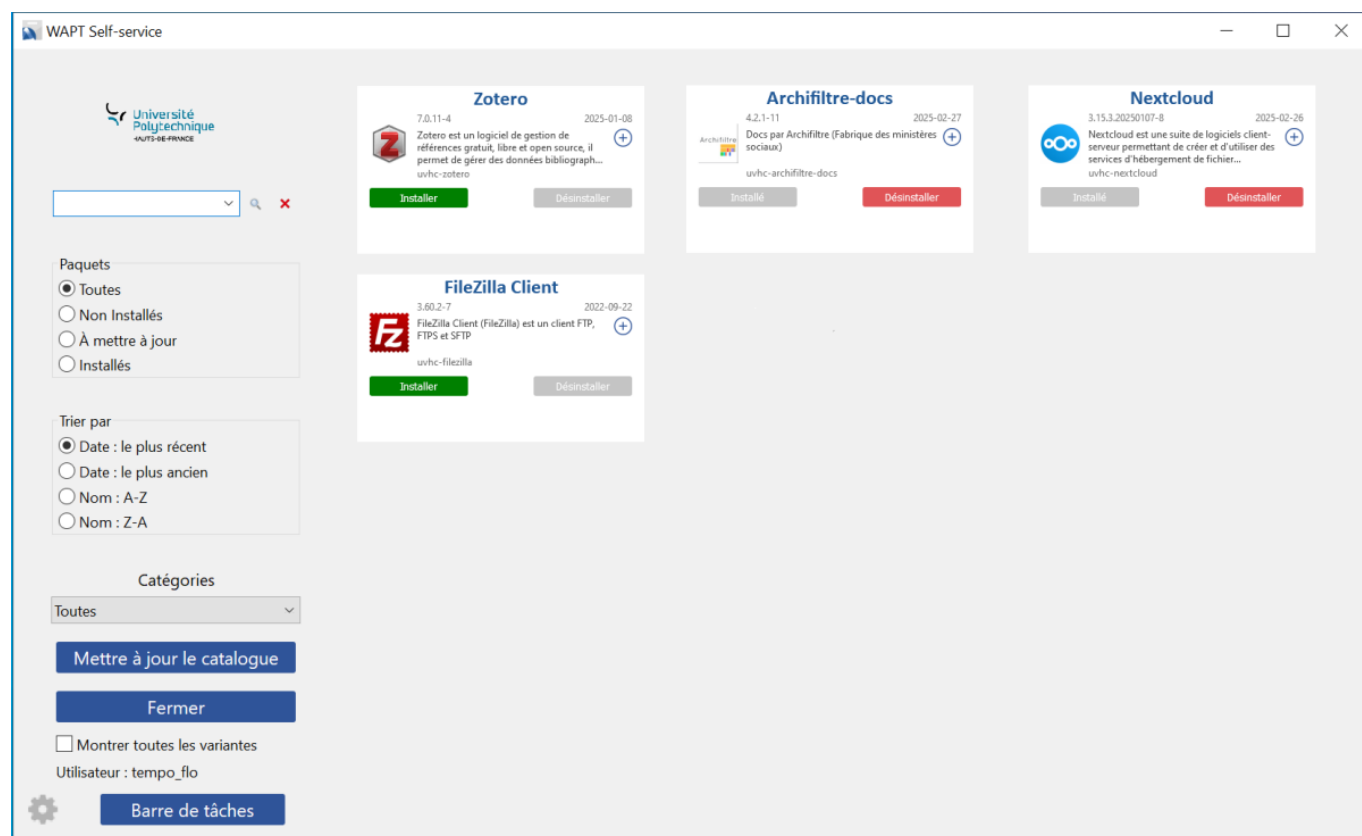 WAPT Self-service
Université
Polytechnique
HAUTS-DE-FRANCE
Paquets
Toutes
Non Installés
À mettre à jour
Installés
Trier par
Date : le plus récent
Date : le plus ancien
Nom : A-Z
Nom : Z-A
Catégories
Toutes
Mettre à jour le catalogue
Fermer
Montrer toutes les variantes
Utilisateur : tempo_flo
Barre de tâches
Zotero
7.0.11-4 2025-01-08
Z
Zotero est un logiciel de gestion de
références gratuit, libre et open source, il
permet de gérer des données bibliograph...
uvhc-zotero
Installer Désinstaller
Archifiltre-docs
4.2.1-11 2025-02-27
Archifiltre
Docs par Archifiltre (Fabrique des ministères
sociaux)
uvhc-archifiltre-docs
Installé Désinstaller
Nextcloud
3.15.3.20250107-8 2025-02-26
Nextcloud est une suite de logiciels client-
serveur permettant de créer et d'utiliser des
services d'hébergement de fichier...
uvhc-nextcloud
Installé Désinstaller
FileZilla Client
3.60.2-7 2022-09-22
Fz
FileZilla Client (FileZilla) est un client FTP,
FTPS et SFTP
uvhc-filezilla
Installer Désinstaller